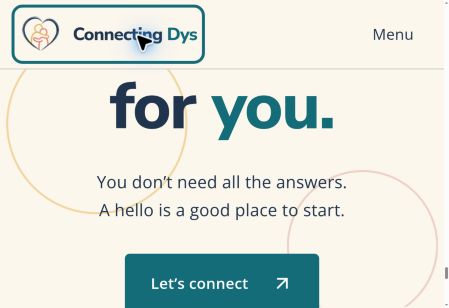 Connecting Dys
Menu
for you.
You don’t need all the answers.
A hello is a good place to start.
Let’s connect